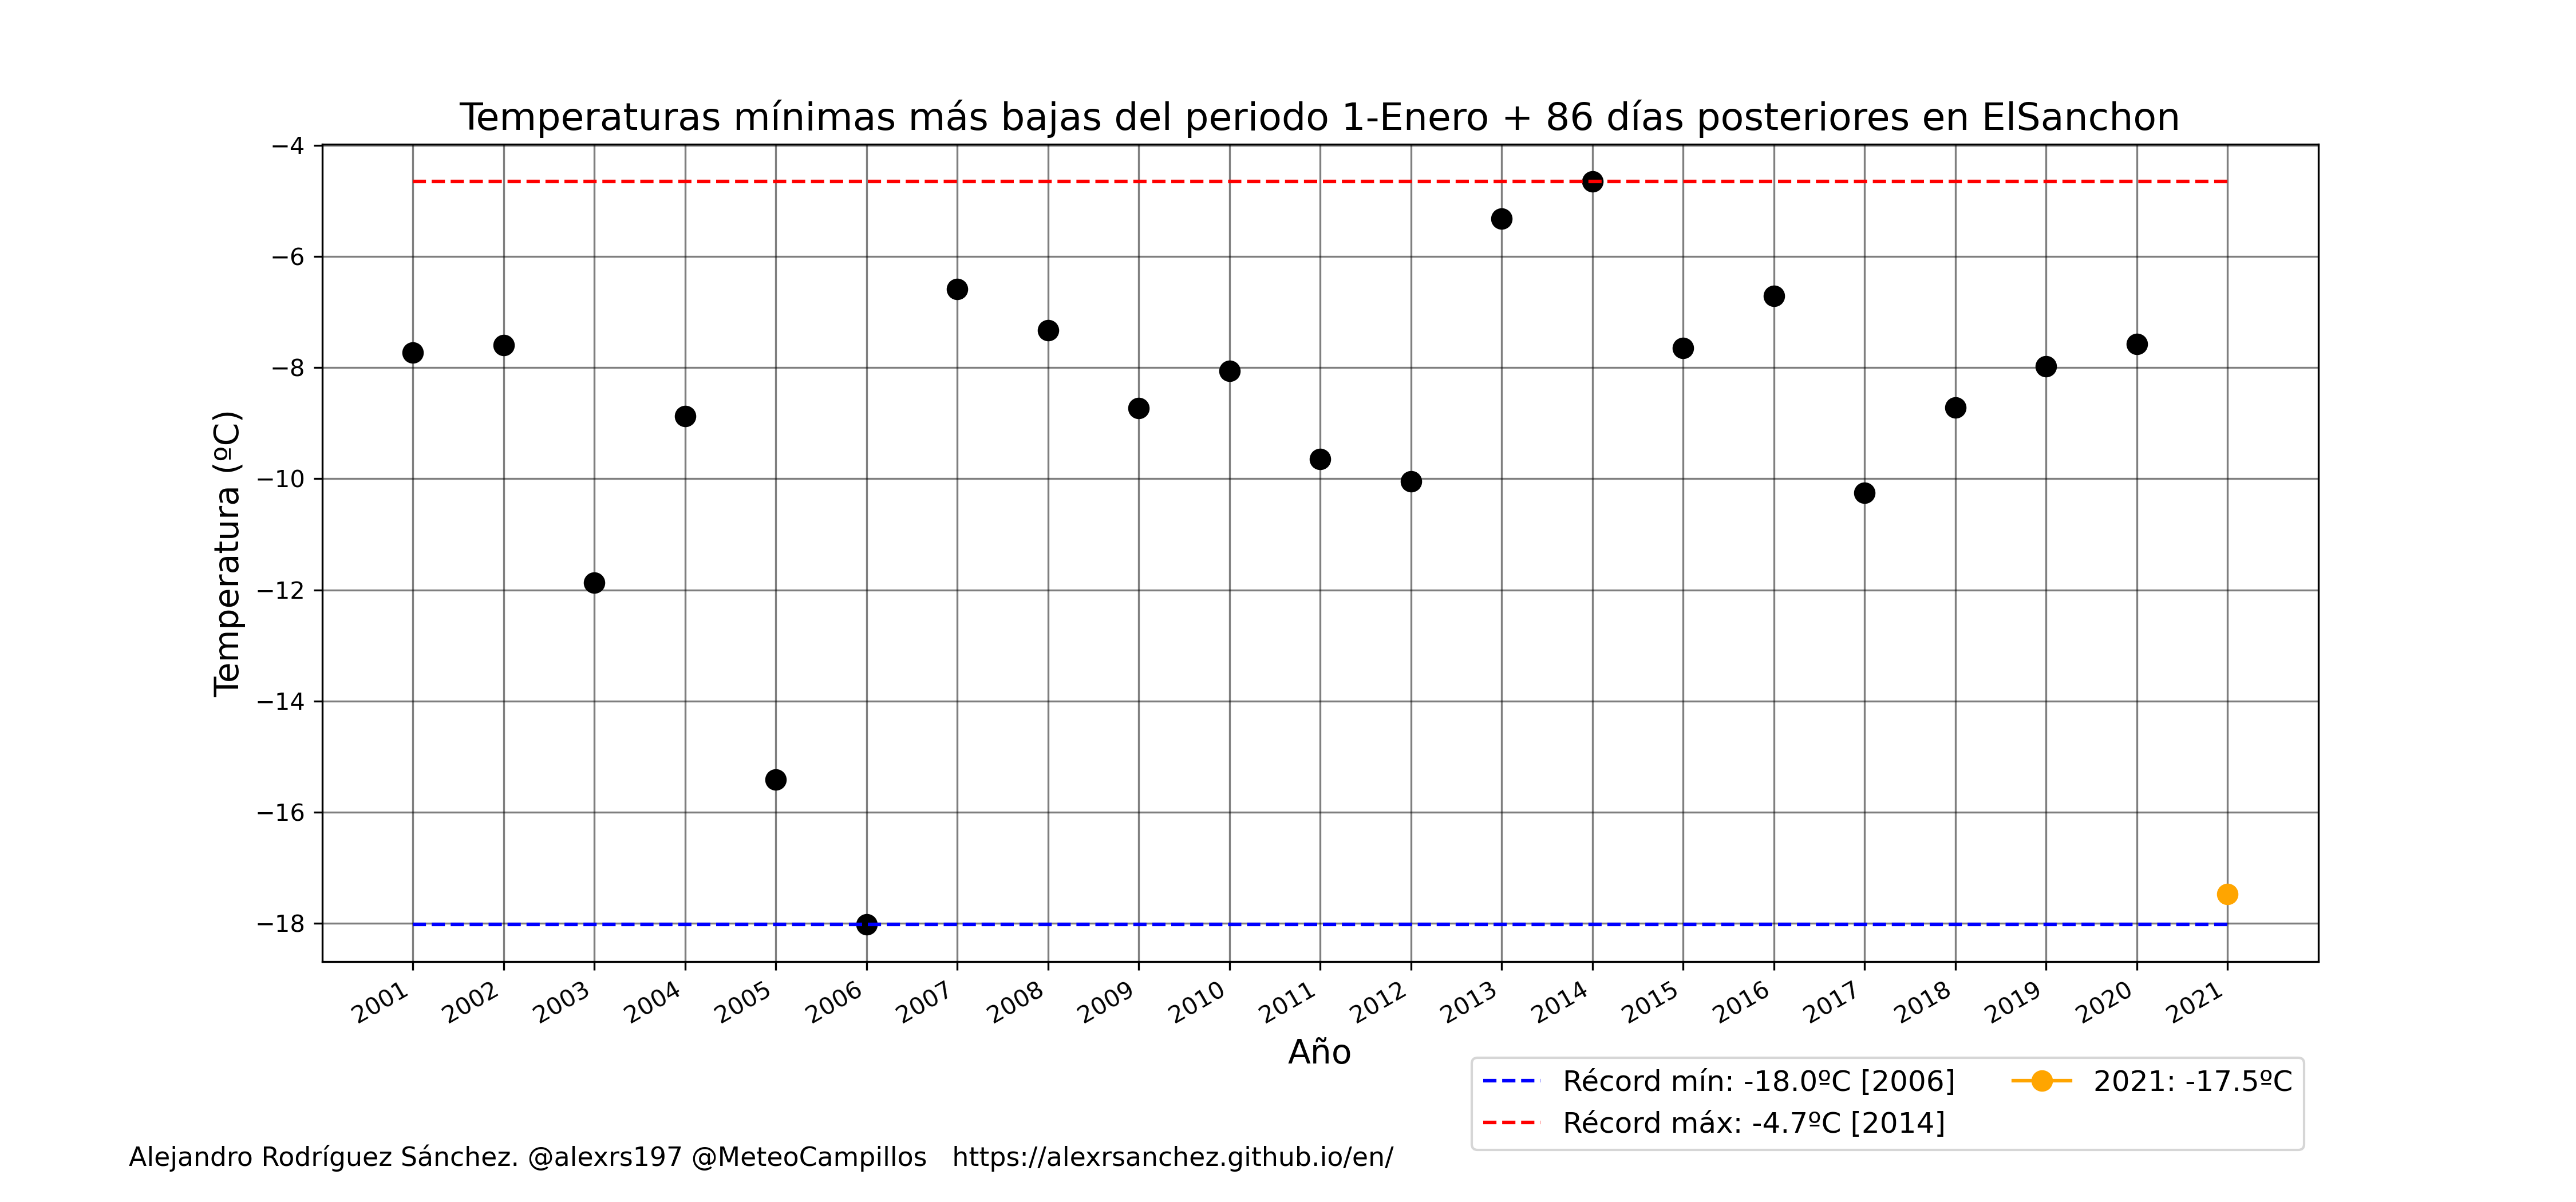 Temperaturas mínimas más bajas del periodo 1-Enero + 86 días posteriores en ElSanchon
Temperatura (ºC)
−4
−6
−8
−10
−12
−14
−16
−18
2001 2002 2003 2004 2005 2006 2007 2008 2009 2010 2011 2012 2013 2014 2015 2016 2017 2018 2019 2020 2021
Año
Récord mín: -18.0ºC [2006] 2021: -17.5ºC
Récord máx: -4.7ºC [2014]
Alejandro Rodríguez Sánchez. @alexrs197 @MeteoCampillos https://alexrsanchez.github.io/en/